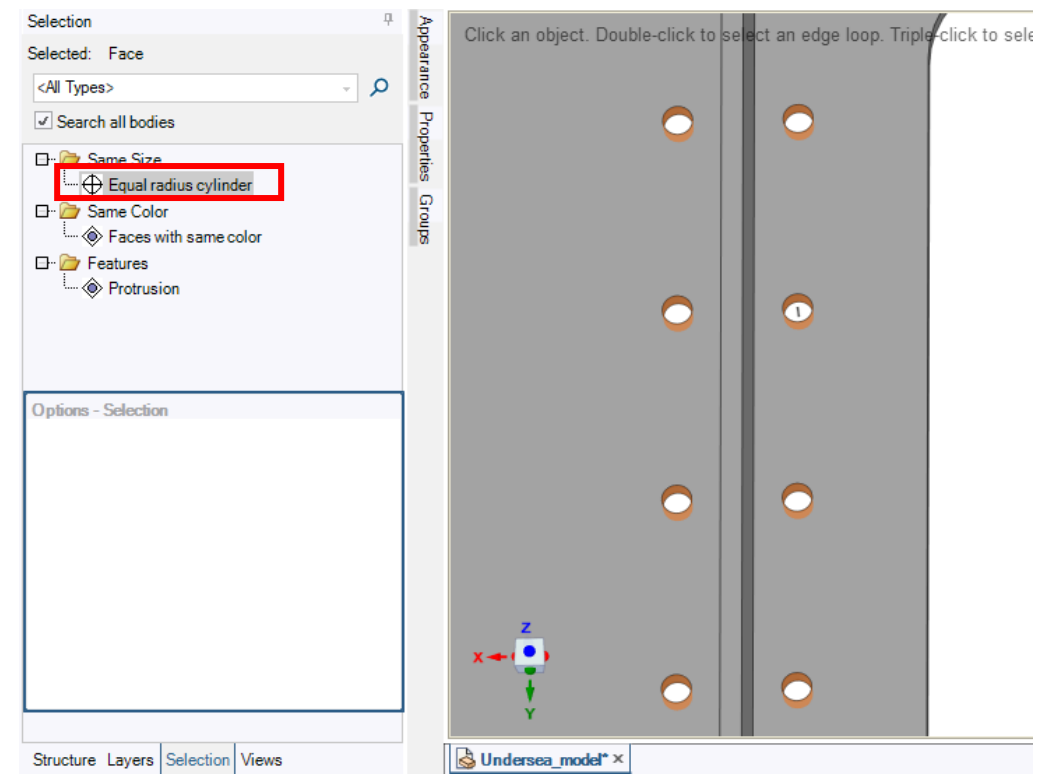 Selection
Selected: Face
<All Types>
Search all bodies
Same Size
Equal radius cylinder
Same Color
Faces with same color
Features
Protrusion
Options - Selection
Structure Layers Selection Views
Appearance
Properties
Groups
Click an object. Double-click to select an edge loop. Triple-click to sele
Z
X
Y
Undersea_model*